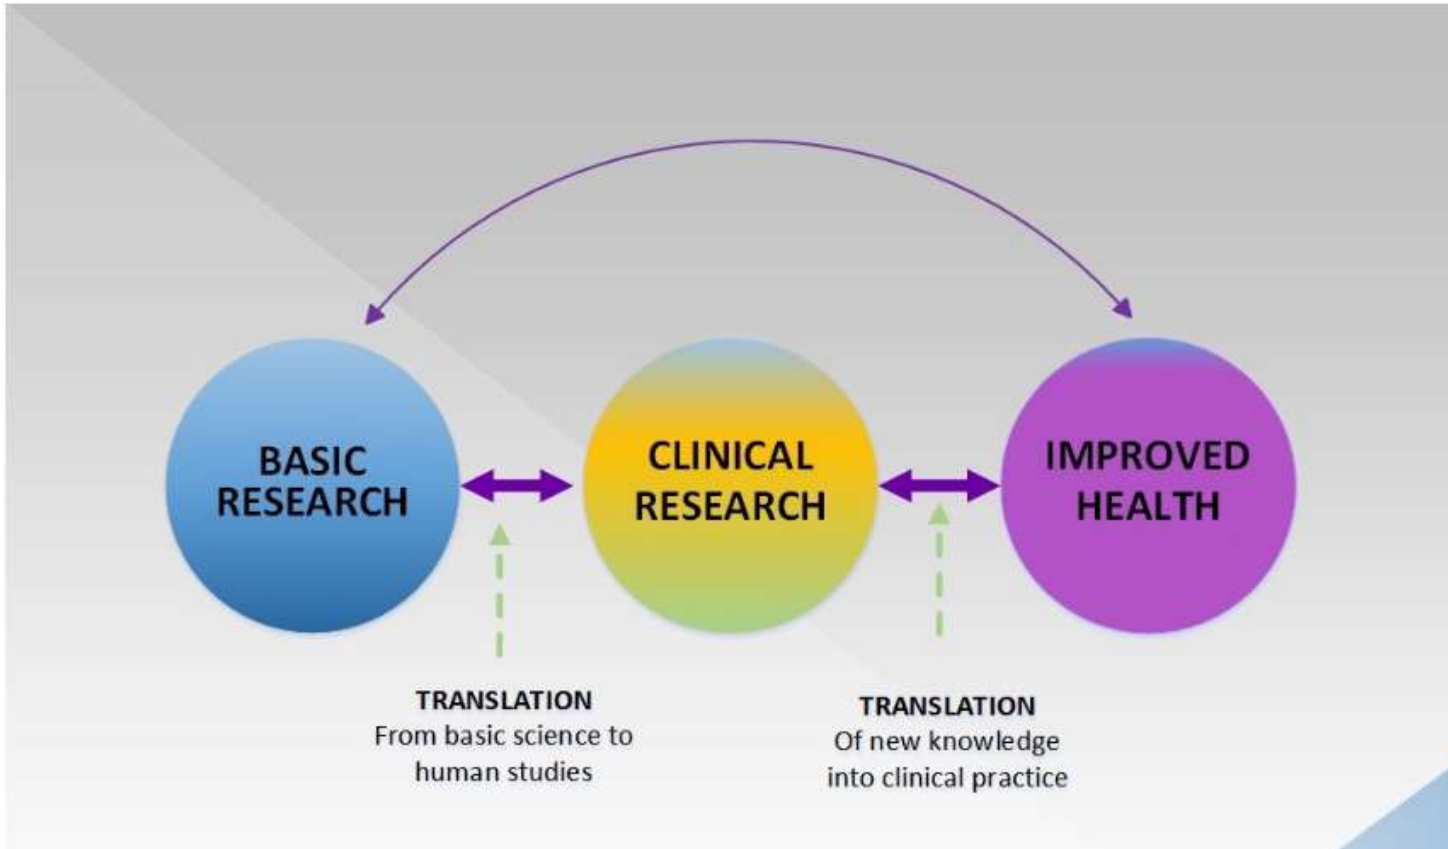 BASIC
RESEARCH
CLINICAL
RESEARCH
IMPROVED
HEALTH
TRANSLATION
From basic science to
human studies
TRANSLATION
Of new knowledge
into clinical practice